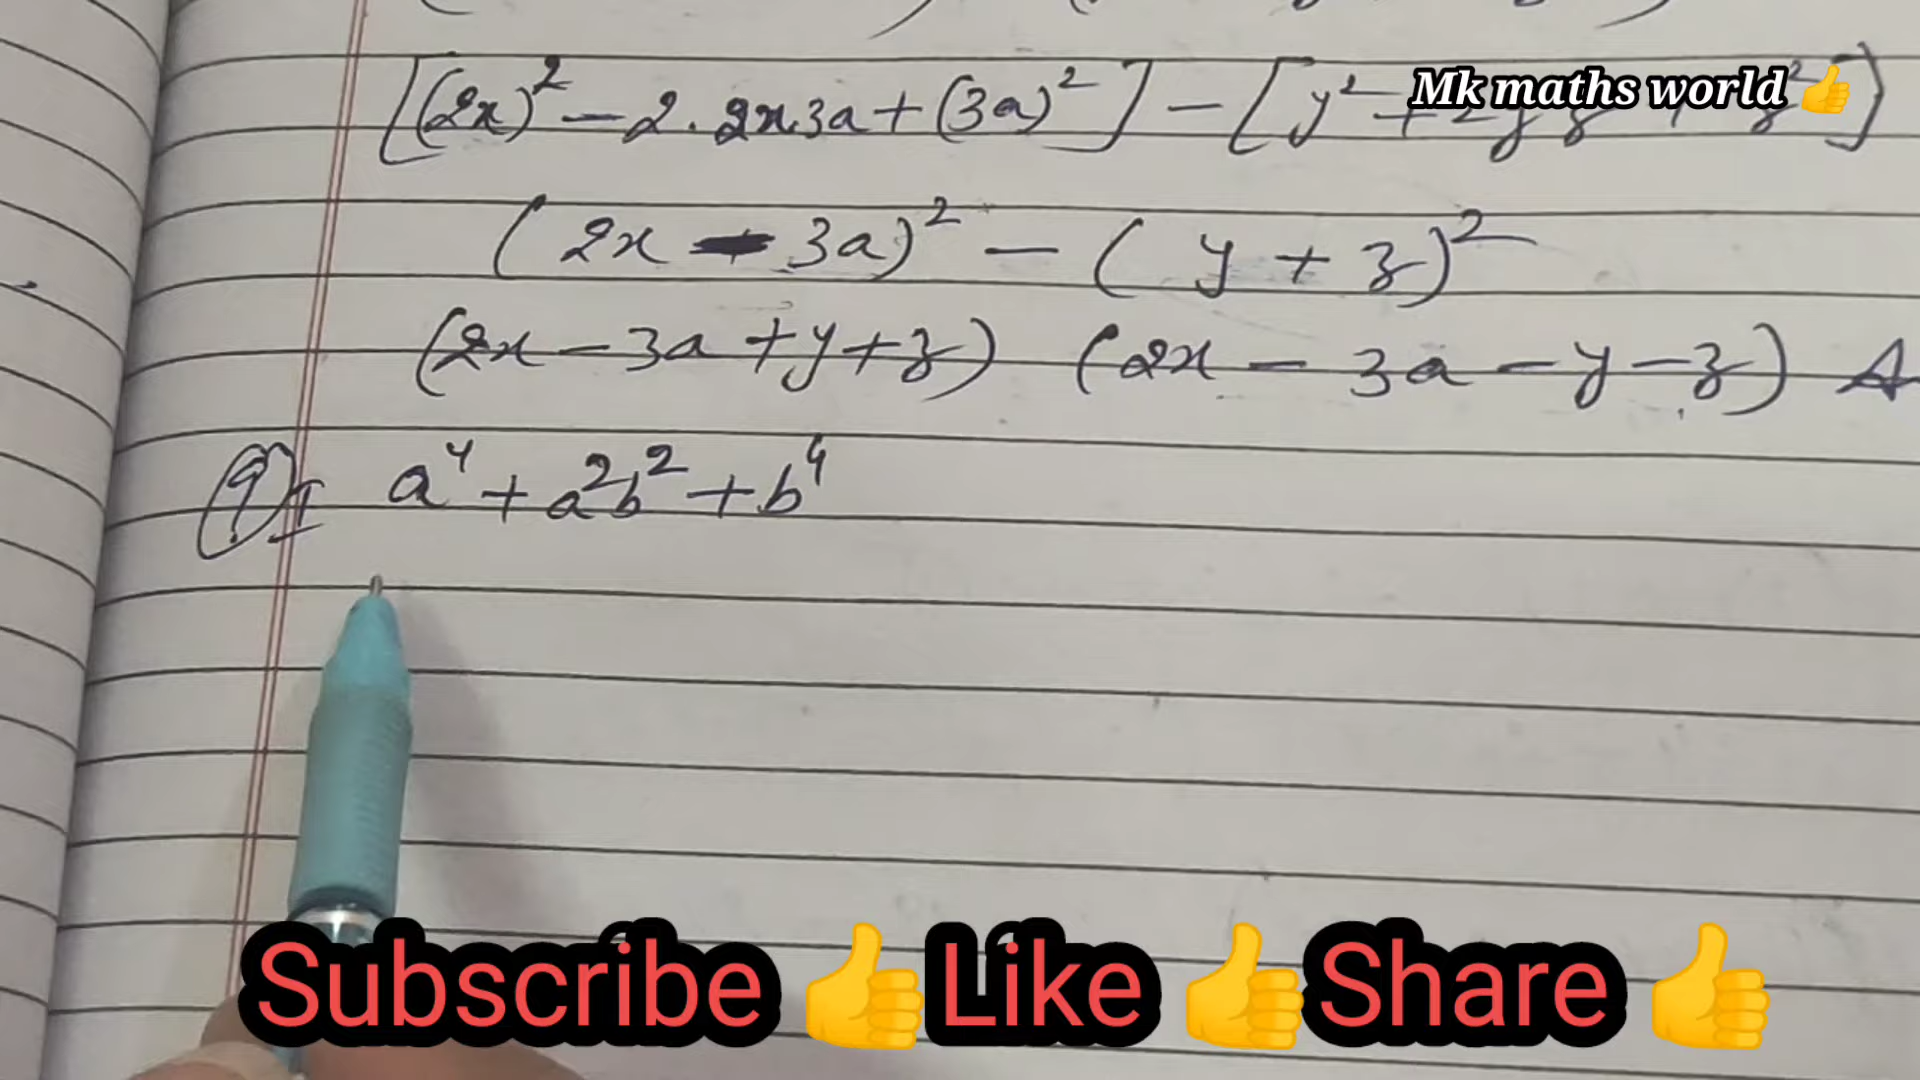 [(2x)² - 2.2x.3a + (3a)²] - [y² + 2yz + z²]
Mk maths world👍
(2x - 3a)² - (y + z)²
(2x - 3a + y + z) (2x - 3a - y - z) A
(9)I a⁴ + a²b² + b⁴
Subscribe 👍Like 👍Share 👍